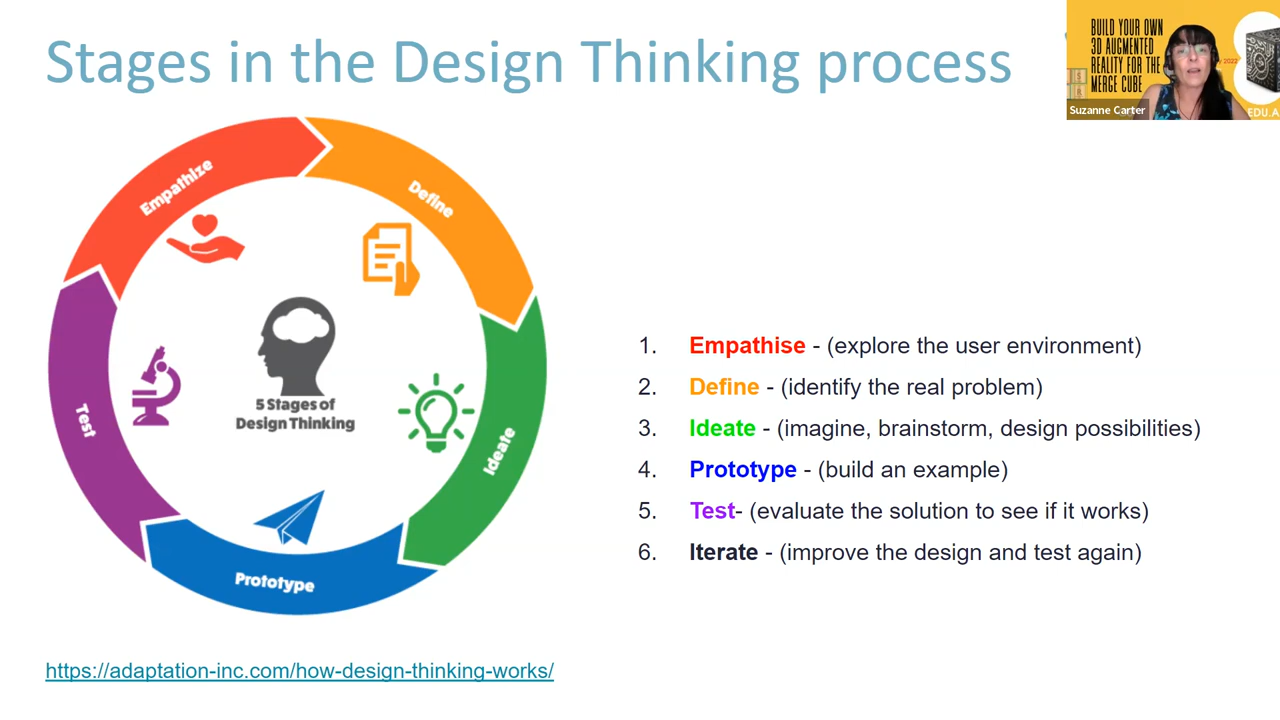 Stages in the Design Thinking process
BUILD YOUR OWN
3D AUGMENTED
REALITY FOR THE
MERGE CUBE
2022
Suzanne Carter
EDU.A
Empathize
Define
Ideate
Prototype
Test
5 Stages of
Design Thinking
1. Empathise - (explore the user environment)
2. Define - (identify the real problem)
3. Ideate - (imagine, brainstorm, design possibilities)
4. Prototype - (build an example)
5. Test- (evaluate the solution to see if it works)
6. Iterate - (improve the design and test again)
https://adaptation-inc.com/how-design-thinking-works/